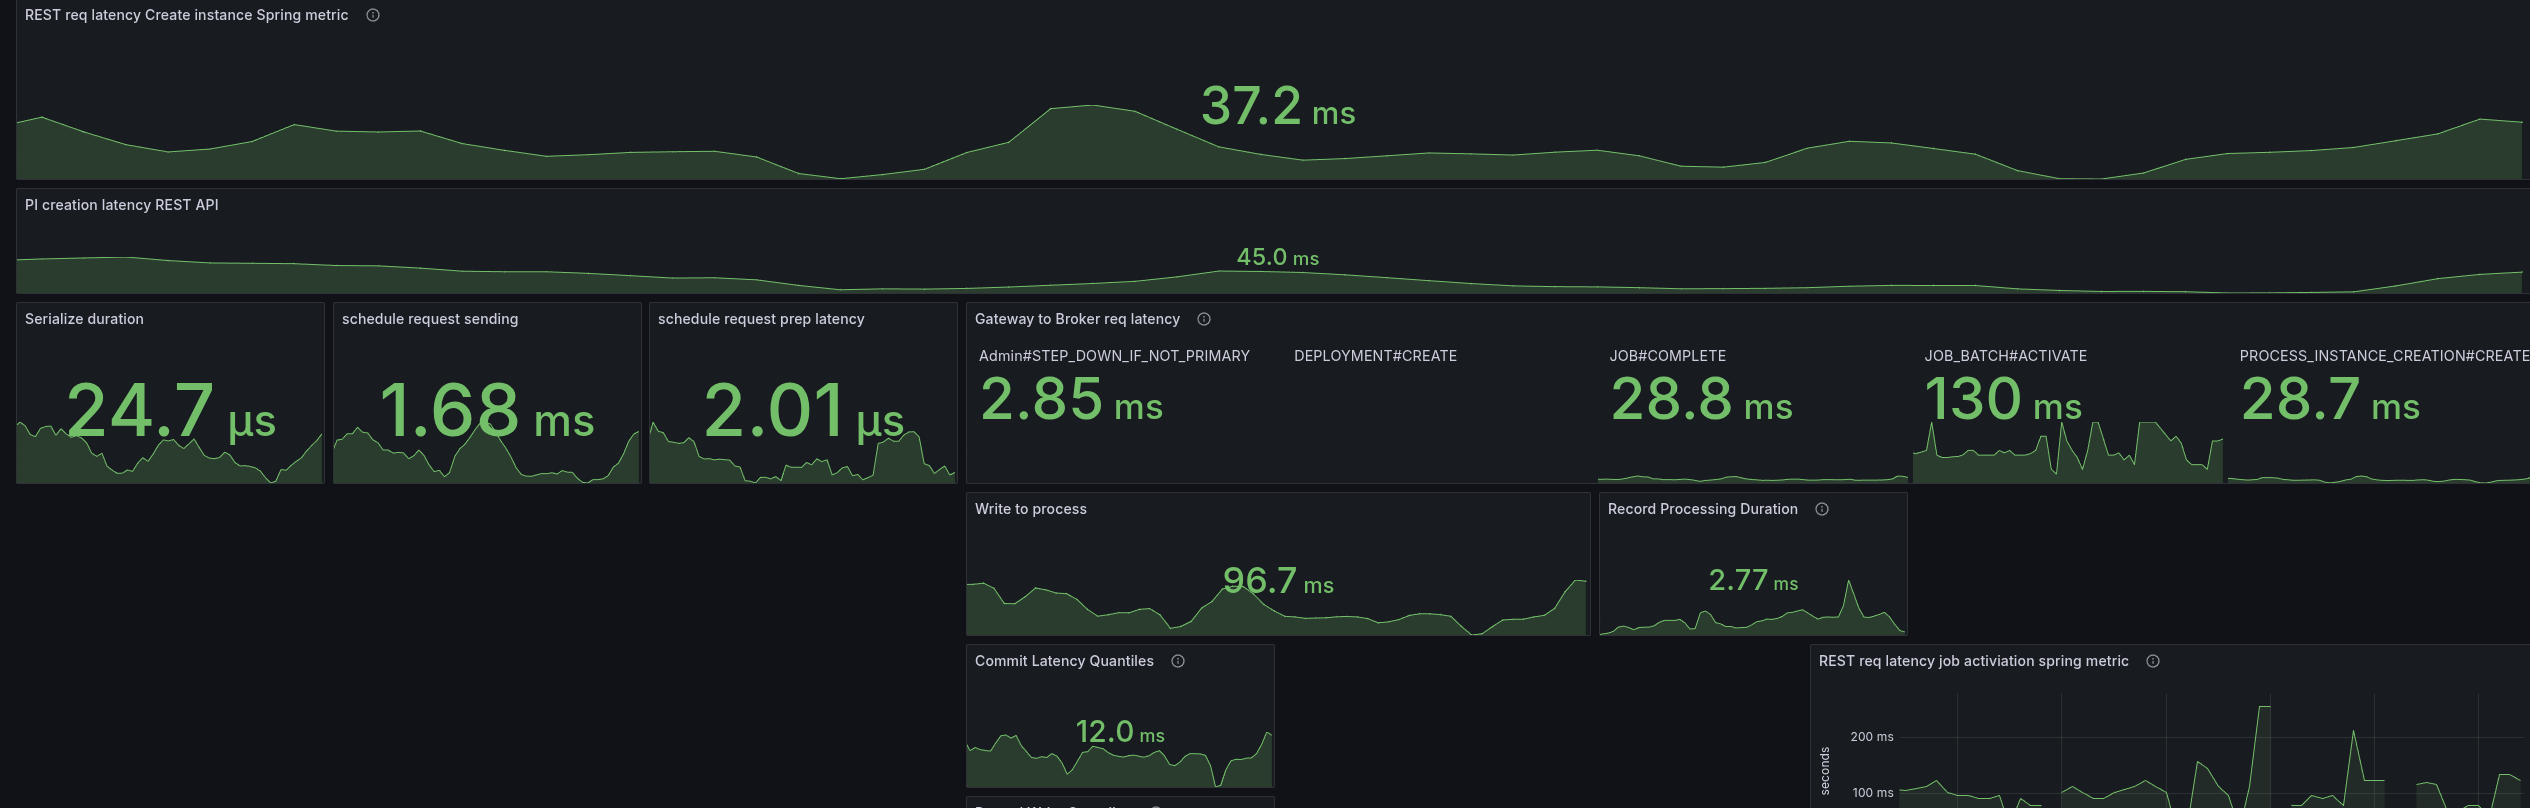 REST req latency Create instance Spring metric
37.2 ms
PI creation latency REST API
45.0 ms
Serialize duration
24.7 µs
schedule request sending
1.68 ms
schedule request prep latency
2.01 µs
Gateway to Broker req latency
Admin#STEP_DOWN_IF_NOT_PRIMARY
2.85 ms
DEPLOYMENT#CREATE
JOB#COMPLETE
28.8 ms
JOB_BATCH#ACTIVATE
130 ms
PROCESS_INSTANCE_CREATION#CREATE
28.7 ms
Write to process
96.7 ms
Record Processing Duration
2.77 ms
Commit Latency Quantiles
12.0 ms
REST req latency job activiation spring metric
seconds
200 ms
100 ms